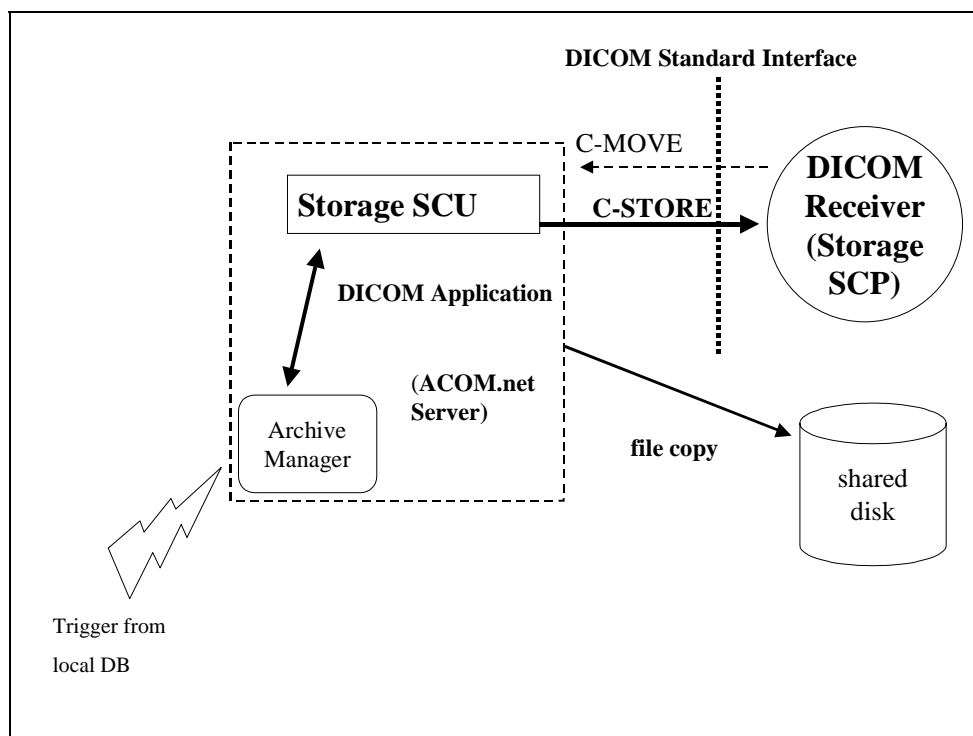 DICOM Standard Interface
C-MOVE
DICOM
Receiver
(Storage
SCP)
Storage SCU
C-STORE
DICOM Application
(ACOM.net
Server)
Archive
Manager
file copy
shared
disk
Trigger from
local DB